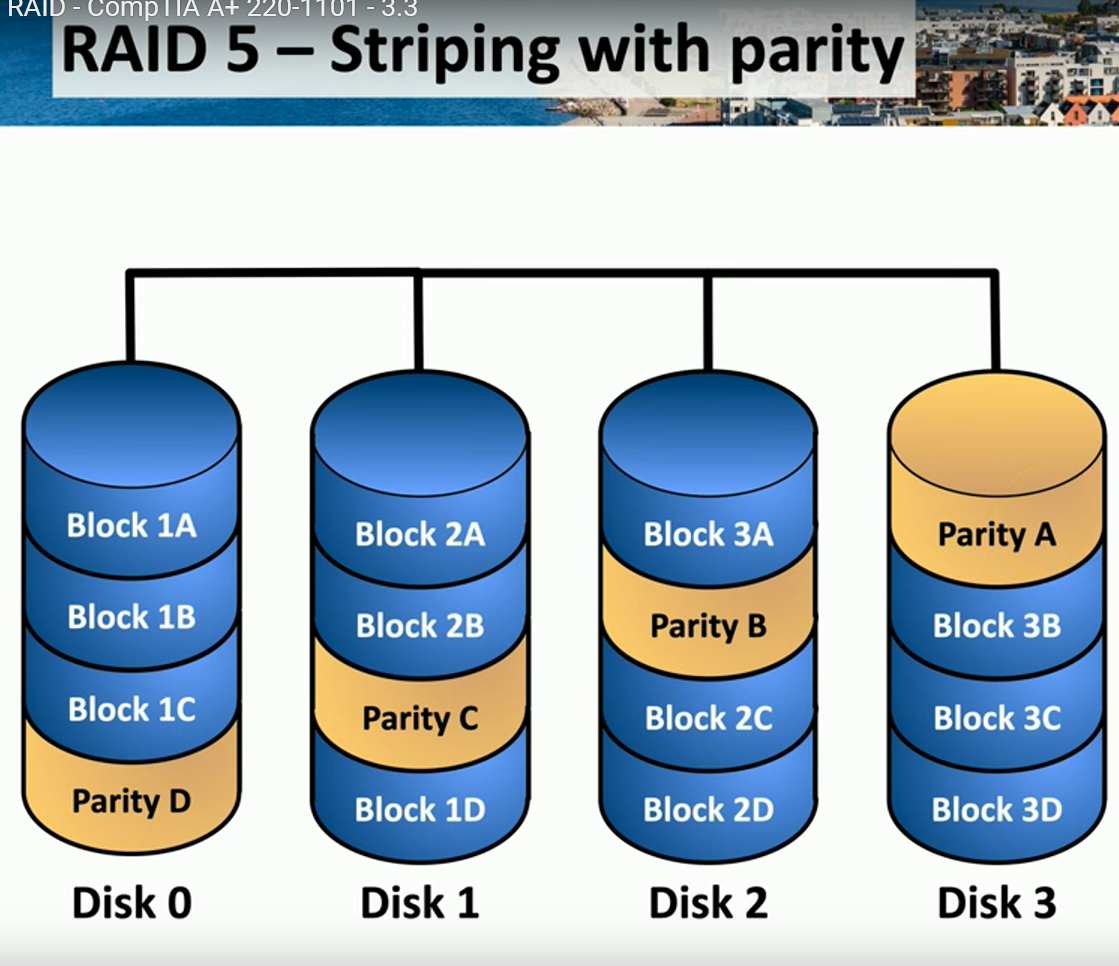 RAID - CompTIA A+ 220-1101 - 3.3
RAID 5 – Striping with parity
Block 1A
Block 2A
Block 3A
Parity A
Block 1B
Block 2B
Parity B
Block 3B
Block 1C
Parity C
Block 2C
Block 3C
Parity D
Block 1D
Block 2D
Block 3D
Disk 0
Disk 1
Disk 2
Disk 3